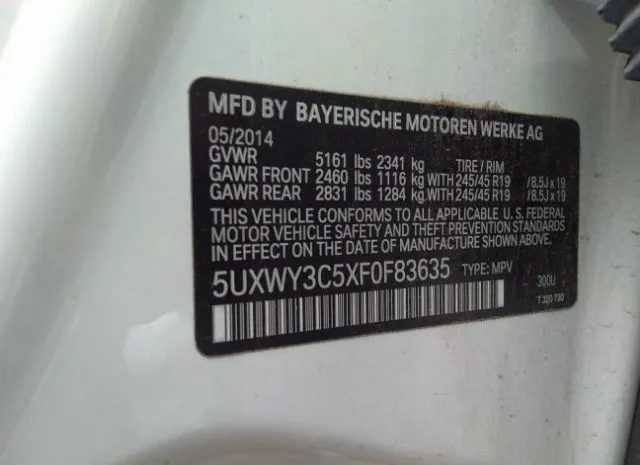 MFD BY BAYERISCHE MOTOREN WERKE AG
05/2014
GVWR 5161 lbs 2341 kg TIRE / RIM
GAWR FRONT 2460 lbs 1116 kg WITH 245/45 R19 / 8.5J x 19
GAWR REAR 2831 lbs 1284 kg WITH 245/45 R19 / 8.5J x 19
THIS VEHICLE CONFORMS TO ALL APPLICABLE U. S. FEDERAL
MOTOR VEHICLE SAFETY AND THEFT PREVENTION STANDARDS
IN EFFECT ON THE DATE OF MANUFACTURE SHOWN ABOVE.
5UXWY3C5XF0F83635 TYPE: MPV
300U
7 320 730